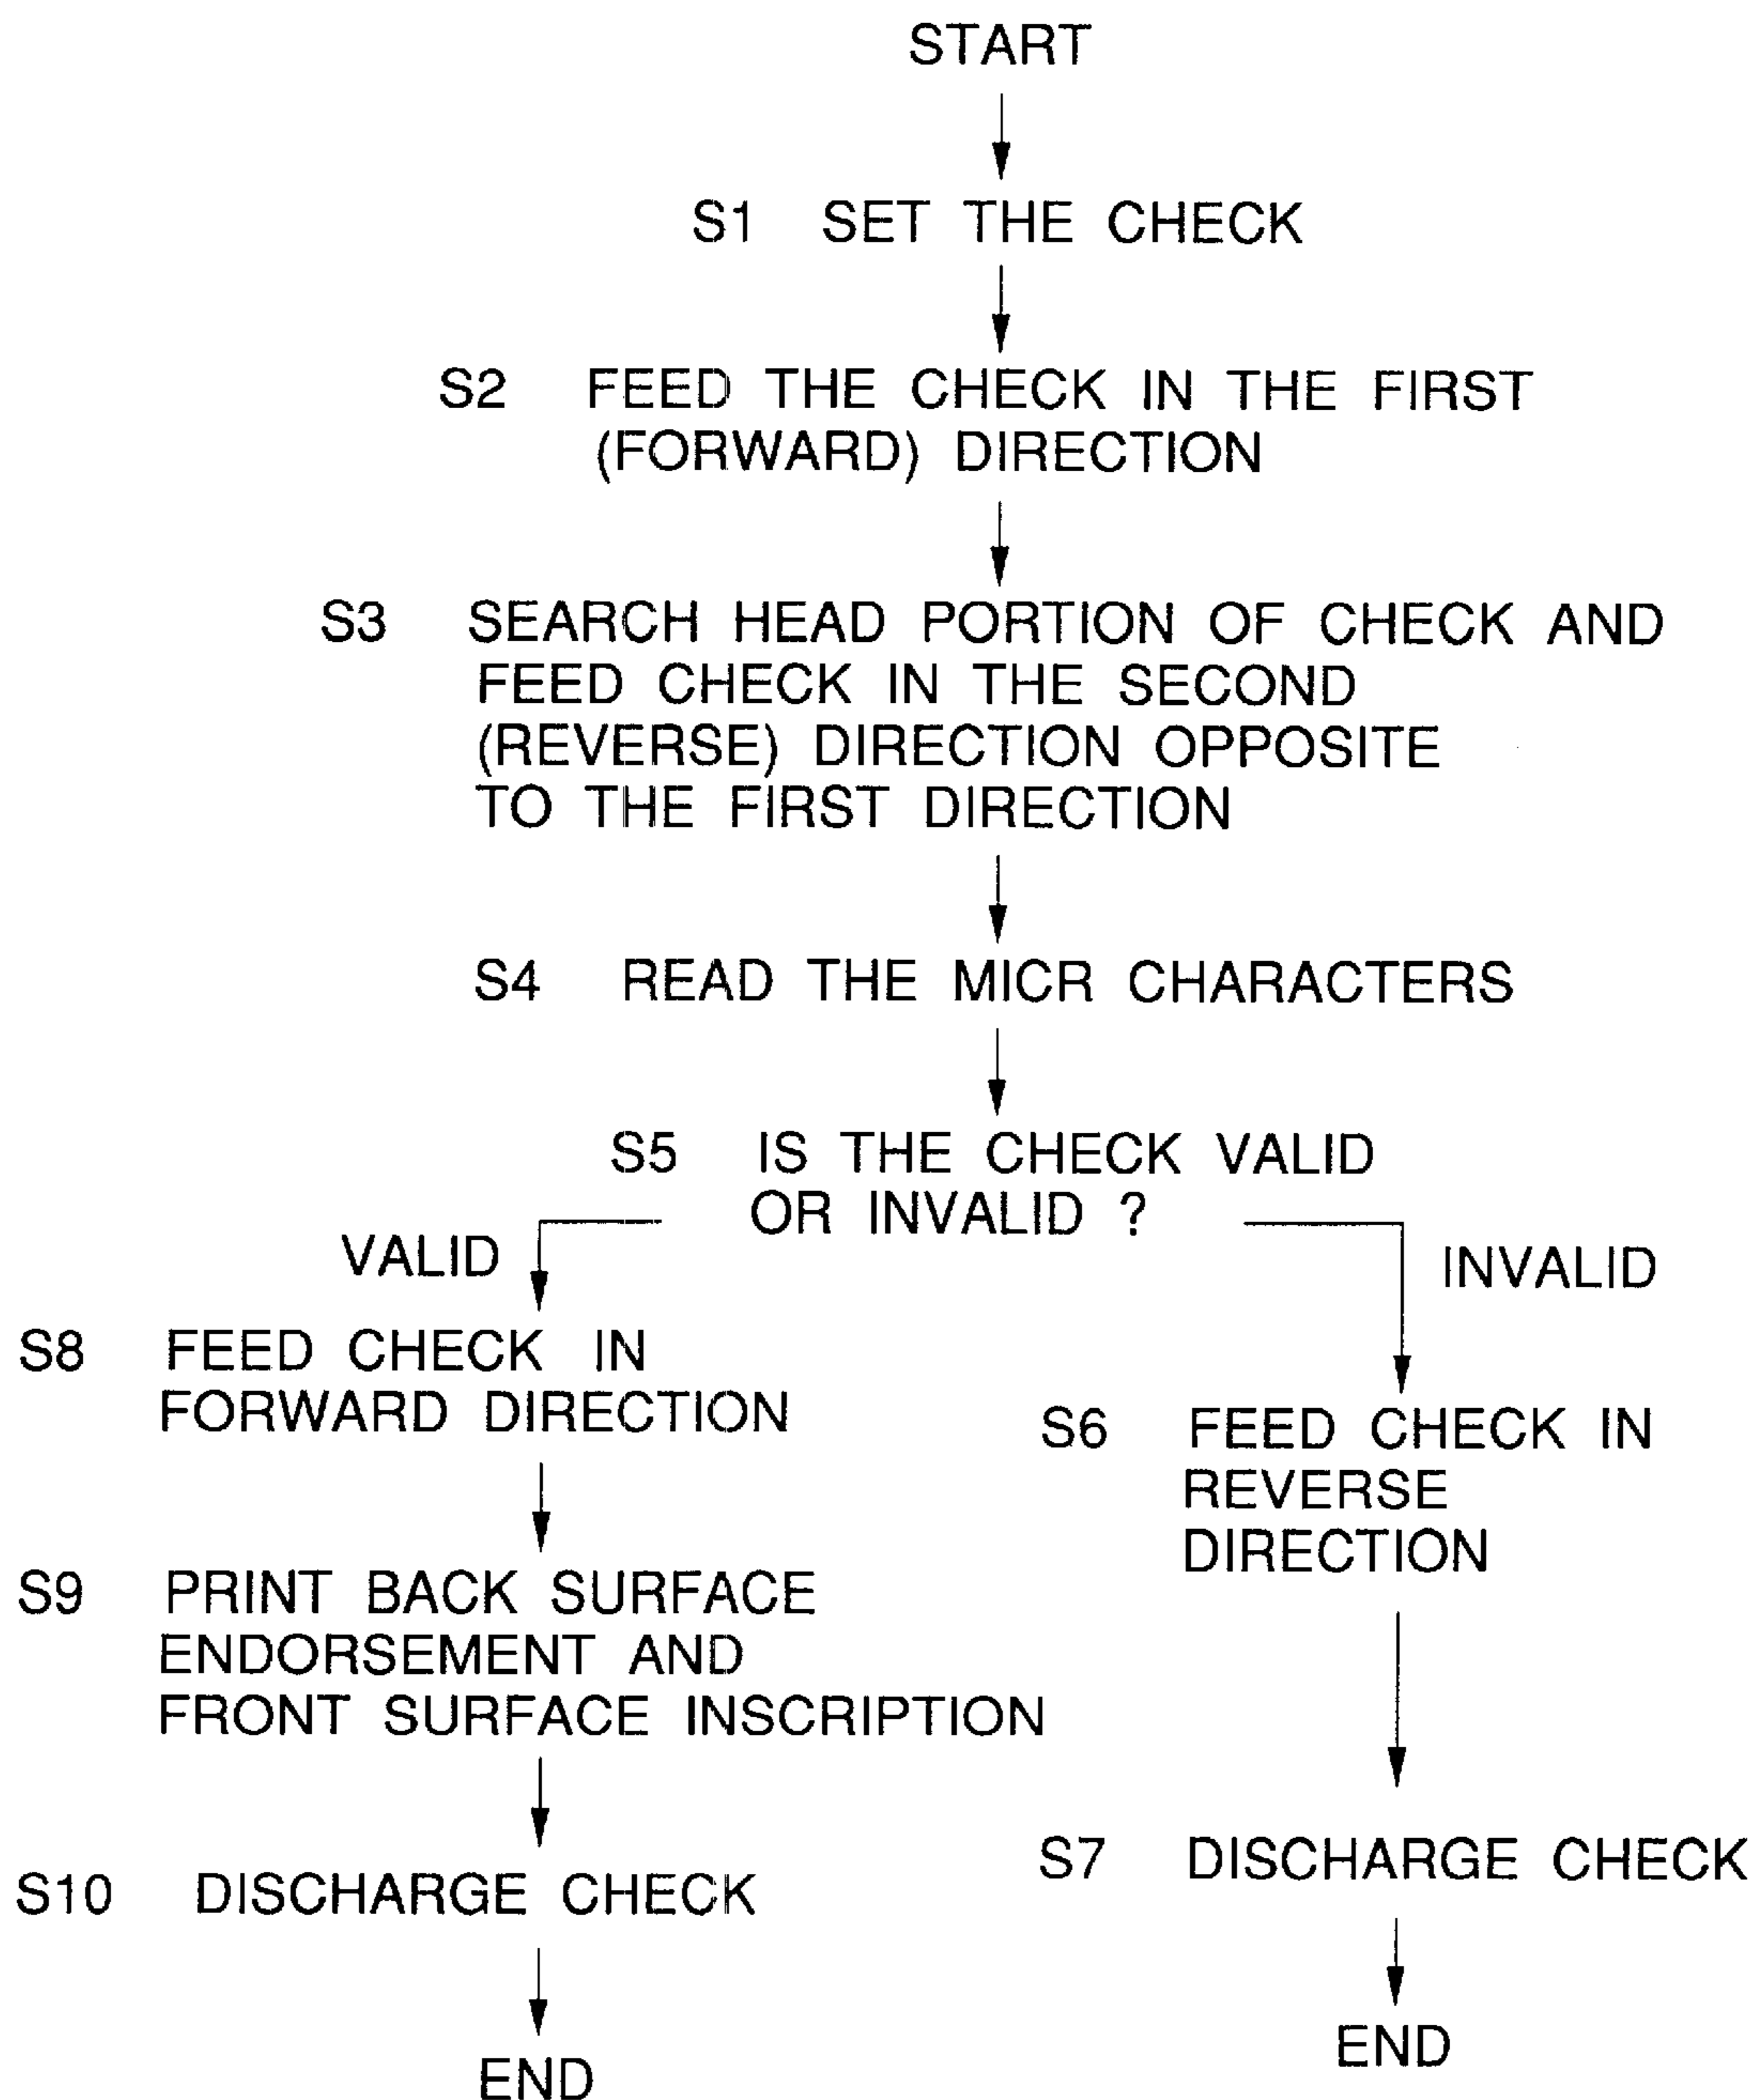 START
S1 SET THE CHECK
S2 FEED THE CHECK IN THE FIRST
(FORWARD) DIRECTION
S3 SEARCH HEAD PORTION OF CHECK AND
FEED CHECK IN THE SECOND
(REVERSE) DIRECTION OPPOSITE
TO THE FIRST DIRECTION
S4 READ THE MICR CHARACTERS
S5 IS THE CHECK VALID
OR INVALID ?
VALID
S8 FEED CHECK IN
FORWARD DIRECTION
S9 PRINT BACK SURFACE
ENDORSEMENT AND
FRONT SURFACE INSCRIPTION
S10 DISCHARGE CHECK
END
INVALID
S6 FEED CHECK IN
REVERSE
DIRECTION
S7 DISCHARGE CHECK
END